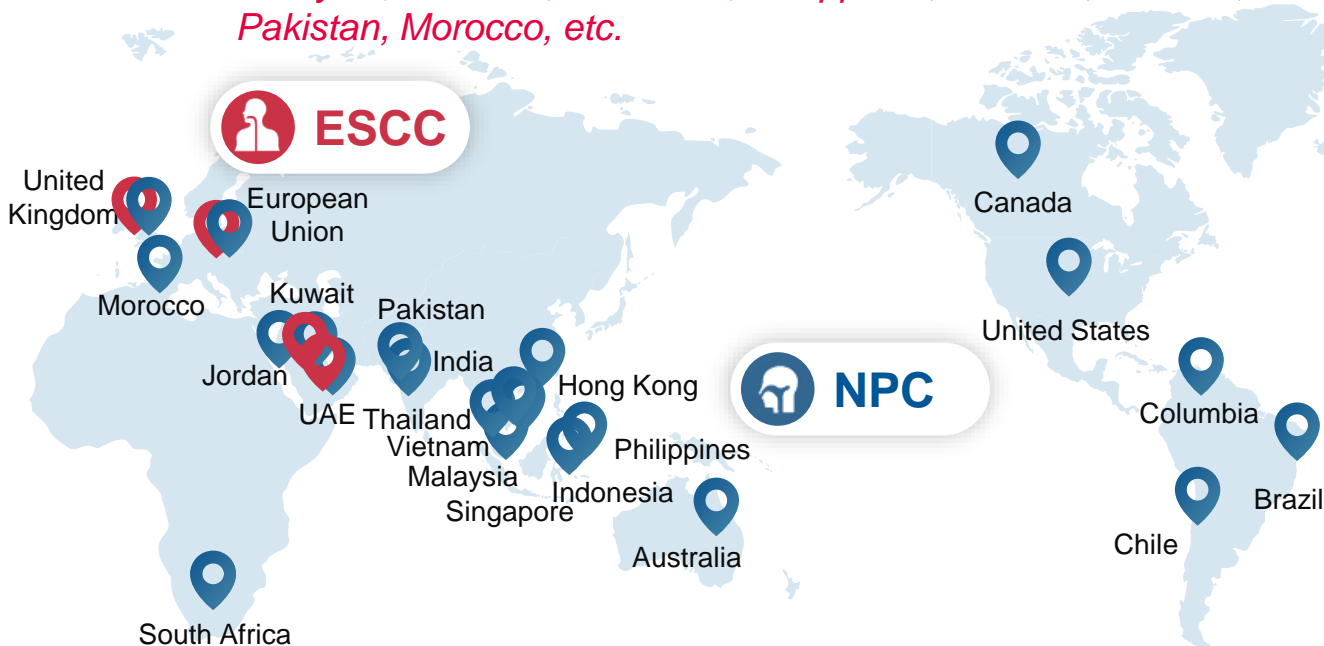 Pakistan, Morocco, etc.
ESCC
United
Kingdom
European
Union
Canada
Morocco
Kuwait
Pakistan
United States
Jordan
India
NPC
UAE
Thailand
Hong Kong
Columbia
Vietnam
Philippines
Malaysia
Indonesia
Singapore
Brazil
Australia
Chile
South Africa